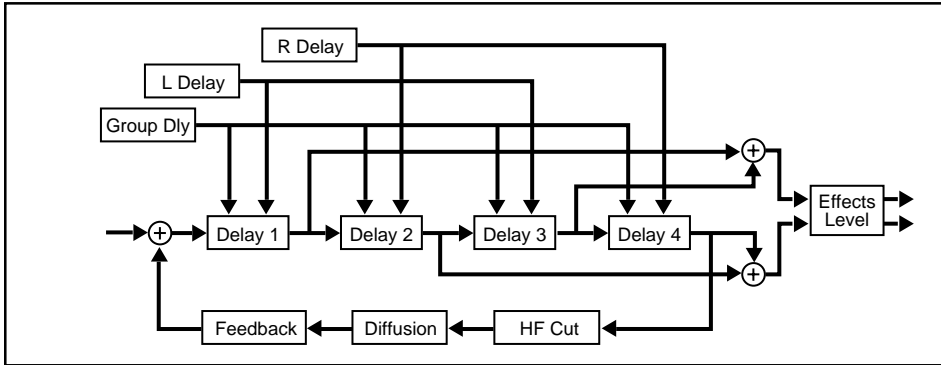 R Delay
L Delay
Group Dly
+
Effects
Level
+
Delay 1
Delay 2
Delay 3
Delay 4
+
Feedback
Diffusion
HF Cut